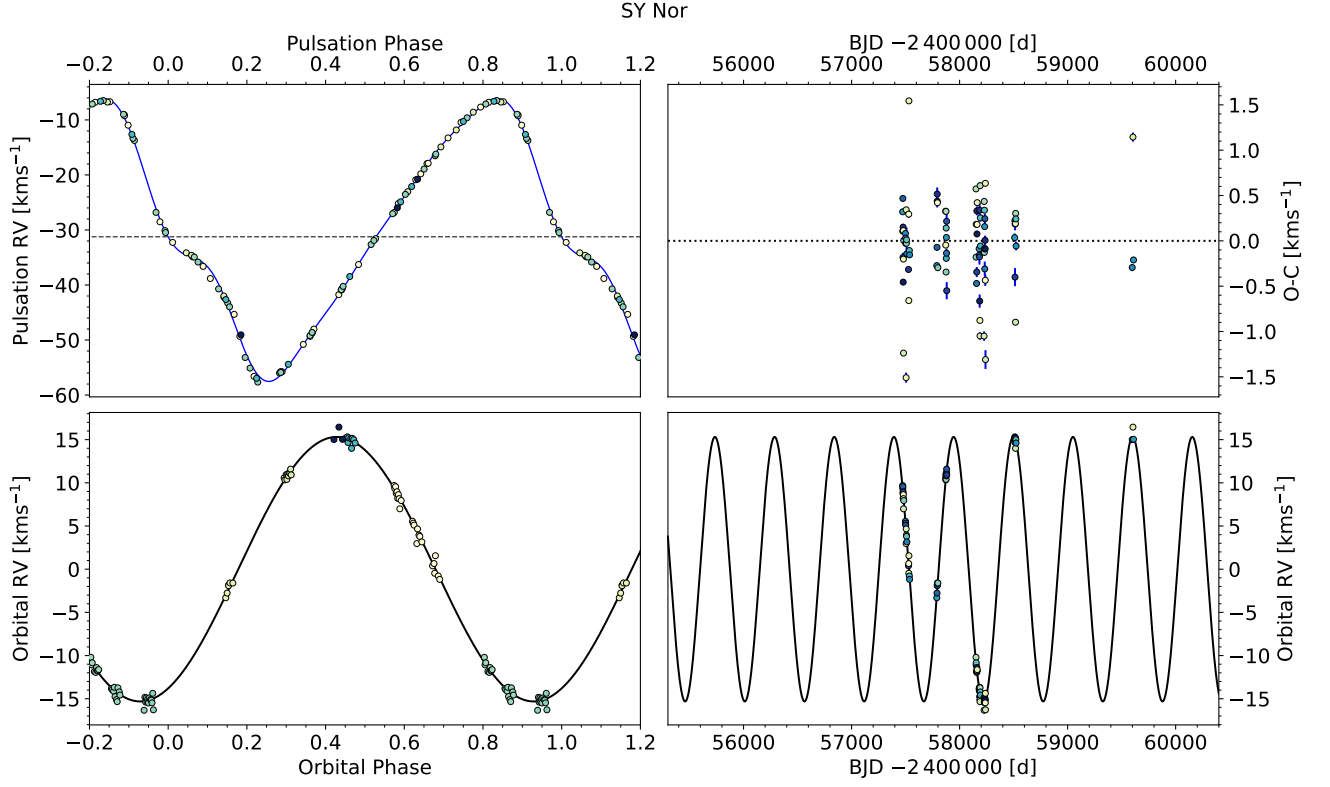 SY Nor
Pulsation Phase
BJD −2 400 000 [d]
−0.2 0.0 0.2 0.4 0.6 0.8 1.0 1.2
56000 57000 58000 59000 60000
Pulsation RV [kms⁻¹]
−10
−20
−30
−40
−50
−60
1.5
1.0
0.5
0.0
−0.5
−1.0
−1.5
O-C [kms⁻¹]
Orbital RV [kms⁻¹]
15
10
5
0
−5
−10
−15
15
10
5
0
−5
−10
−15
Orbital RV [kms⁻¹]
−0.2 0.0 0.2 0.4 0.6 0.8 1.0 1.2
56000 57000 58000 59000 60000
Orbital Phase
BJD −2 400 000 [d]